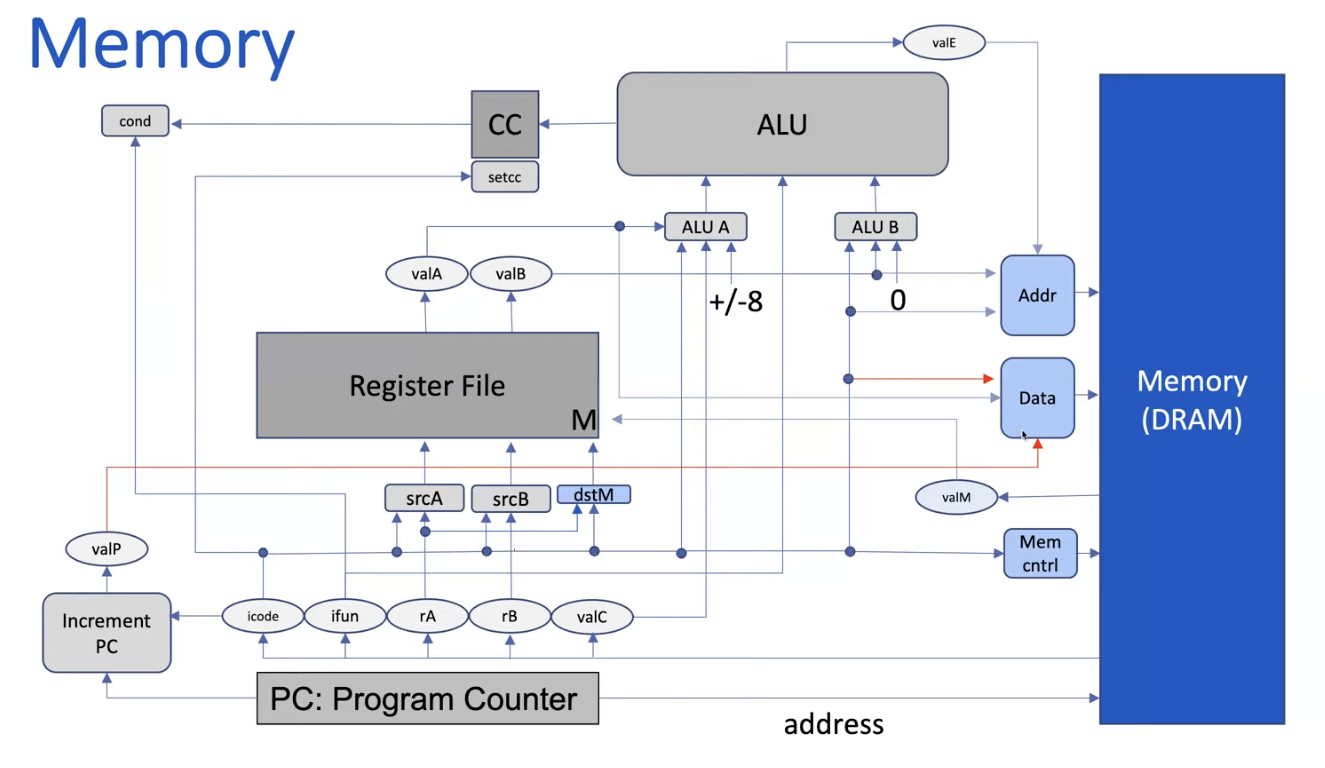 Memory
valE
cond
CC
ALU
setcc
ALU A
ALU B
valA
valB
+/-8
0
Addr
Register File
M
Data
Memory
(DRAM)
srcA
srcB
dstM
valM
valP
Mem
cntrl
Increment
PC
icode
ifun
rA
rB
valC
PC: Program Counter
address